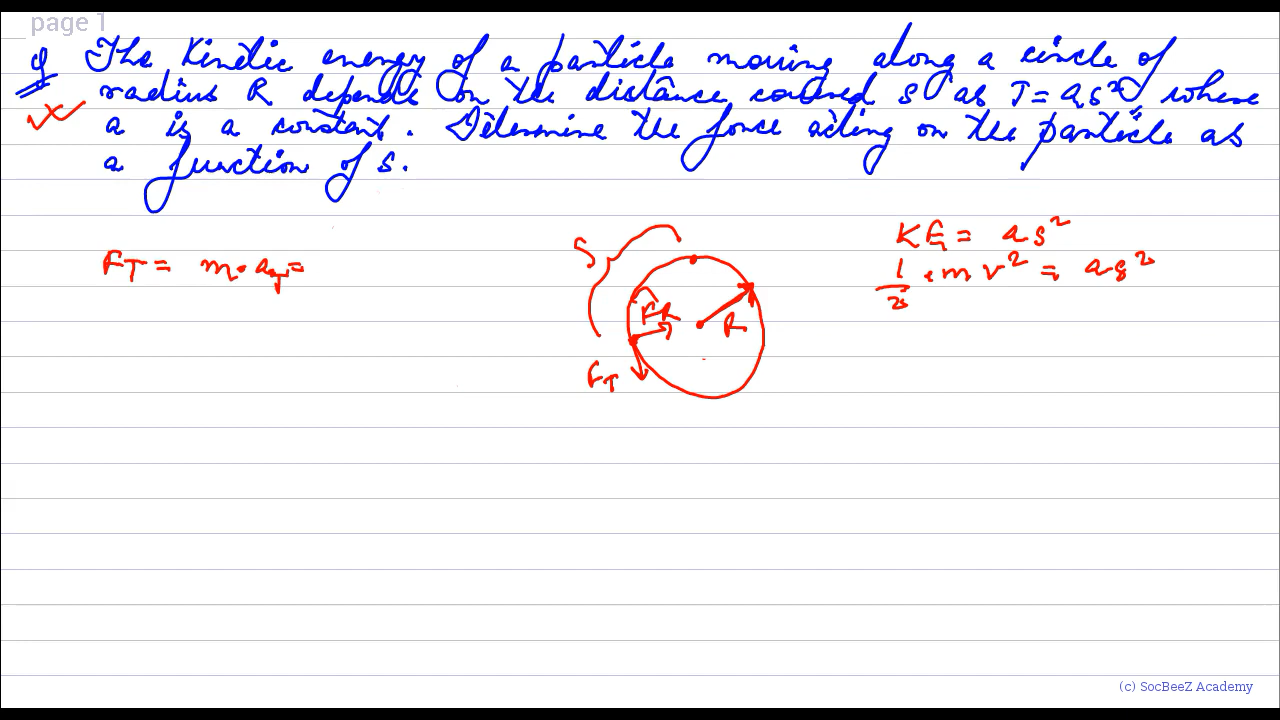 page 1
Q The Kinetic energy of a particle moving along a circle of
radius R depends on the distance covered s as T = as² where
a is a constant. Determine the force acting on the particle as
a function of s.
KE = as²
FT = m. aT =
1/2 . m v² = as²
S
FR
R
FT
(c) SocBeeZ Academy